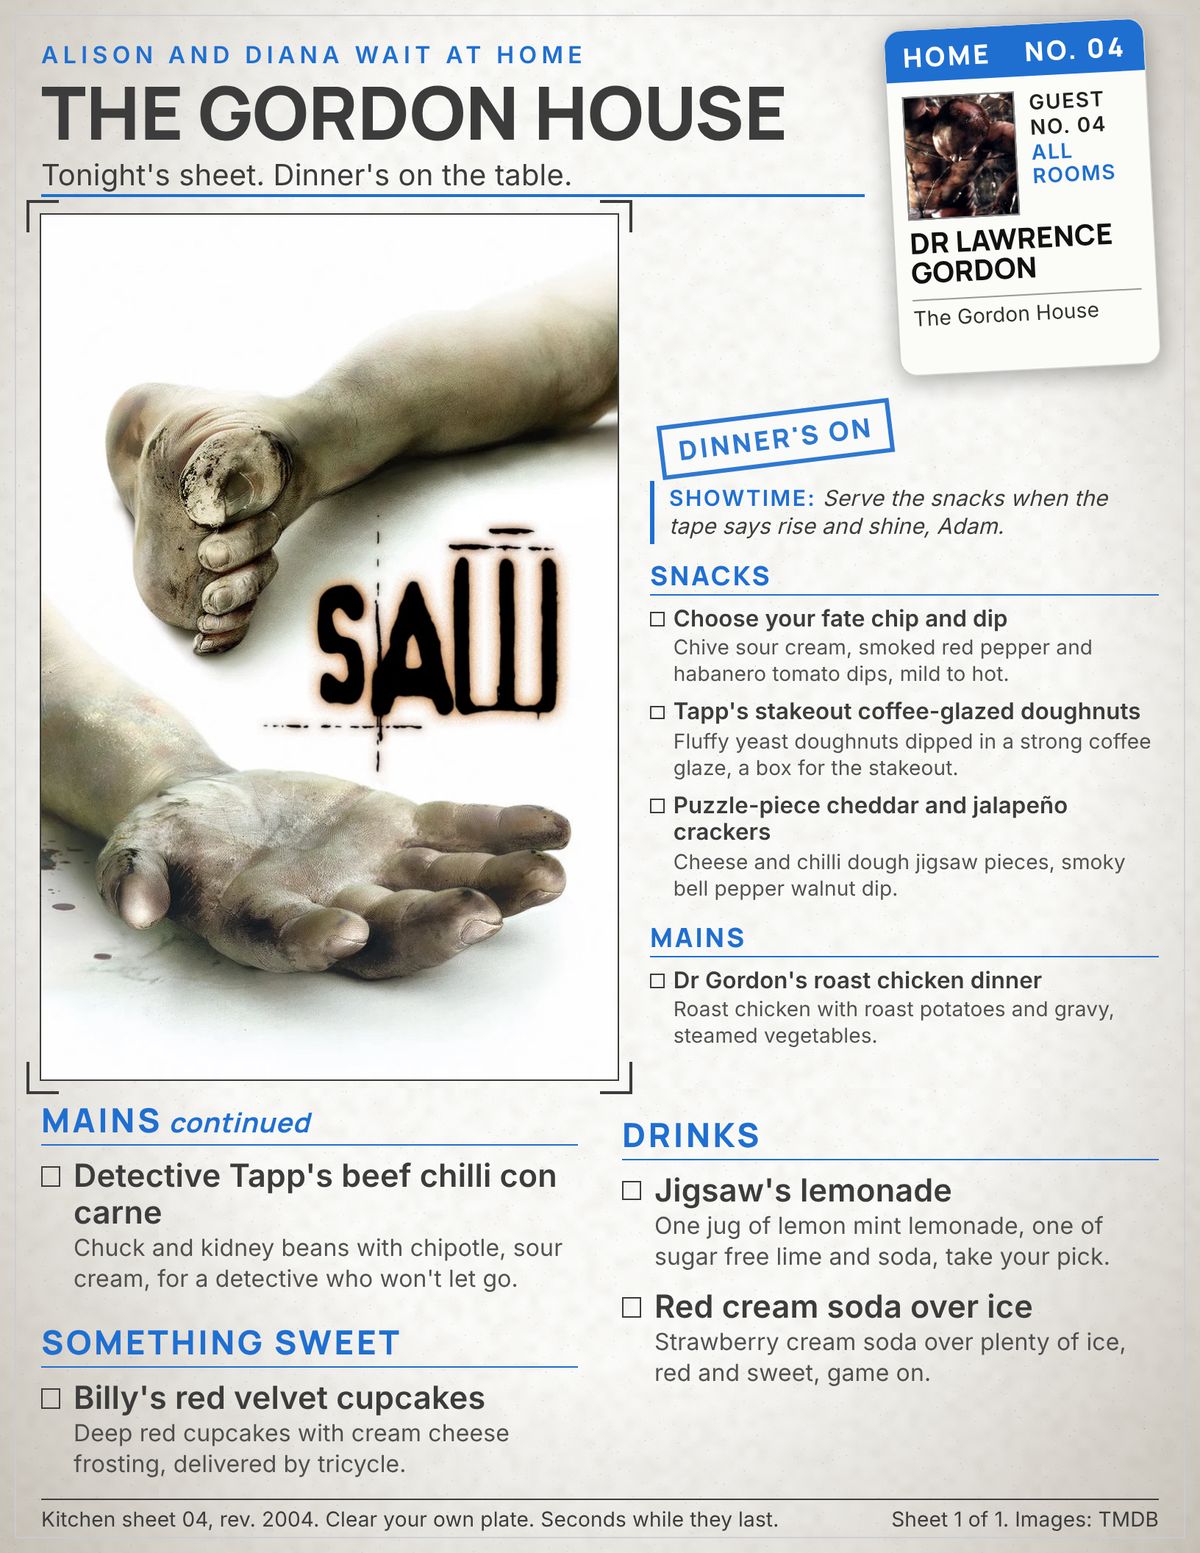 ALISON AND DIANA WAIT AT HOME
THE GORDON HOUSE
Tonight's sheet. Dinner's on the table.
HOME NO. 04
GUEST
NO. 04
ALL
ROOMS
DR LAWRENCE
GORDON
The Gordon House
SAW
DINNER'S ON
SHOWTIME: Serve the snacks when the
tape says rise and shine, Adam.
SNACKS
Choose your fate chip and dip
Chive sour cream, smoked red pepper and
habanero tomato dips, mild to hot.
Tapp's stakeout coffee-glazed doughnuts
Fluffy yeast doughnuts dipped in a strong coffee
glaze, a box for the stakeout.
Puzzle-piece cheddar and jalapeño
crackers
Cheese and chilli dough jigsaw pieces, smoky
bell pepper walnut dip.
MAINS
Dr Gordon's roast chicken dinner
Roast chicken with roast potatoes and gravy,
steamed vegetables.
MAINS continued
Detective Tapp's beef chilli con
carne
Chuck and kidney beans with chipotle, sour
cream, for a detective who won't let go.
SOMETHING SWEET
Billy's red velvet cupcakes
Deep red cupcakes with cream cheese
frosting, delivered by tricycle.
DRINKS
Jigsaw's lemonade
One jug of lemon mint lemonade, one of
sugar free lime and soda, take your pick.
Red cream soda over ice
Strawberry cream soda over plenty of ice,
red and sweet, game on.
Kitchen sheet 04, rev. 2004. Clear your own plate. Seconds while they last.
Sheet 1 of 1. Images: TMDB